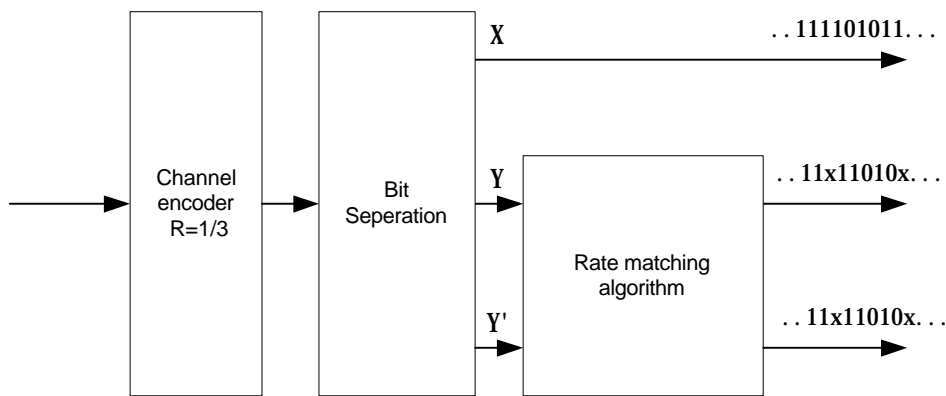 X
. . 111101011. . .
Channel
encoder
R=1/3
Bit
Seperation
Y
. . 11x11010x. . .
Rate matching
algorithm
Y'
. . 11x11010x. . .